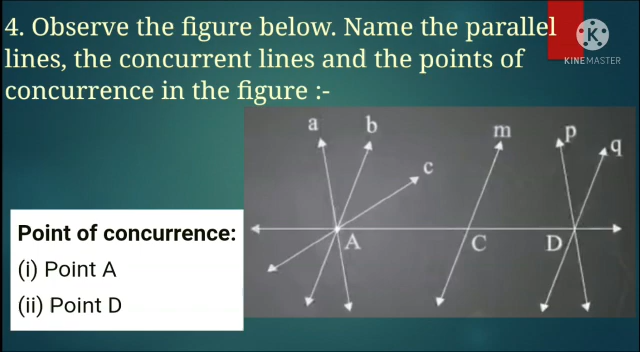 4. Observe the figure below. Name the parallel
lines, the concurrent lines and the points of
concurrence in the figure :-
K
KINEMASTER
a
b
c
m
p
q
A
C
D
Point of concurrence:
(i) Point A
(ii) Point D